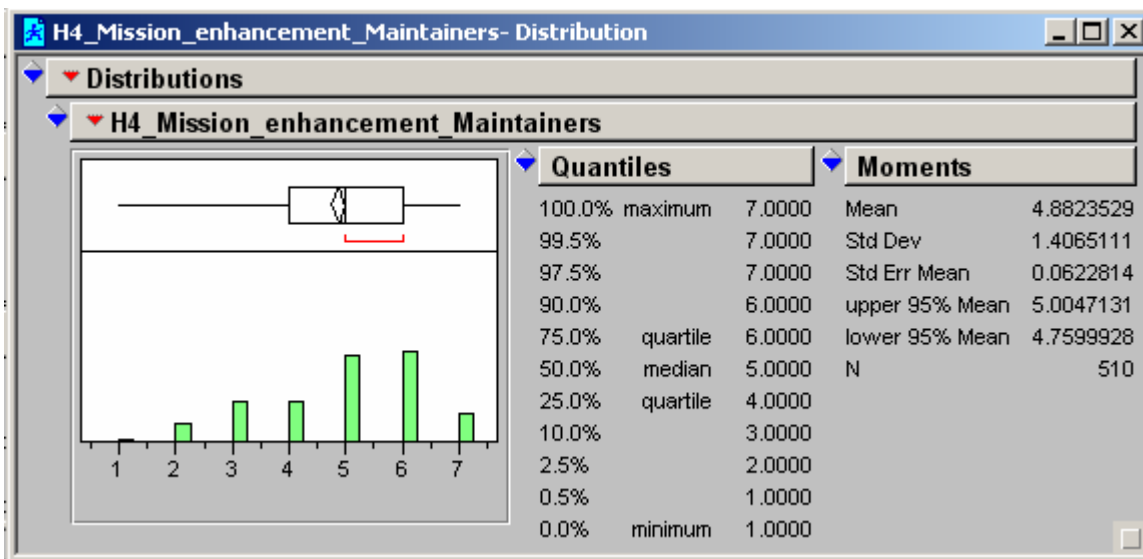 H4_Mission_enhancement_Maintainers- Distribution
Distributions
H4_Mission_enhancement_Maintainers
1 2 3 4 5 6 7
Quantiles
100.0% maximum 7.0000
99.5% 7.0000
97.5% 7.0000
90.0% 6.0000
75.0% quartile 6.0000
50.0% median 5.0000
25.0% quartile 4.0000
10.0% 3.0000
2.5% 2.0000
0.5% 1.0000
0.0% minimum 1.0000
Moments
Mean 4.8823529
Std Dev 1.4065111
Std Err Mean 0.0622814
upper 95% Mean 5.0047131
lower 95% Mean 4.7599928
N 510